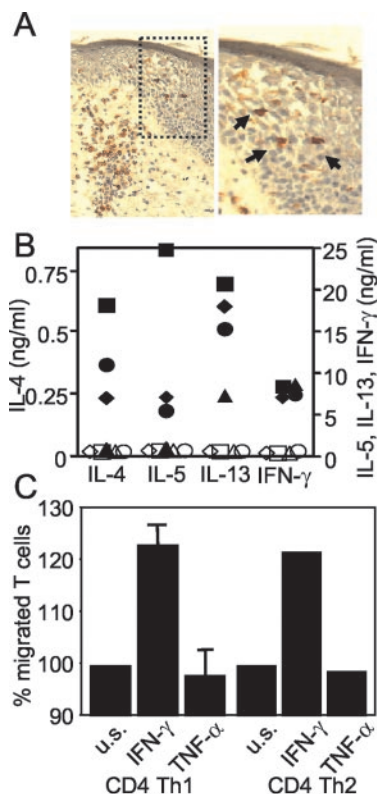 A
B
IL-4 (ng/ml)
0.75
0.5
0.25
0
IL-5, IL-13, IFN-γ (ng/ml)
25
20
15
10
5
0
IL-4 IL-5 IL-13 IFN-γ
C
% migrated T cells
130
120
110
100
90
u.s. IFN-γ TNF-α u.s. IFN-γ TNF-α
CD4 Th1 CD4 Th2